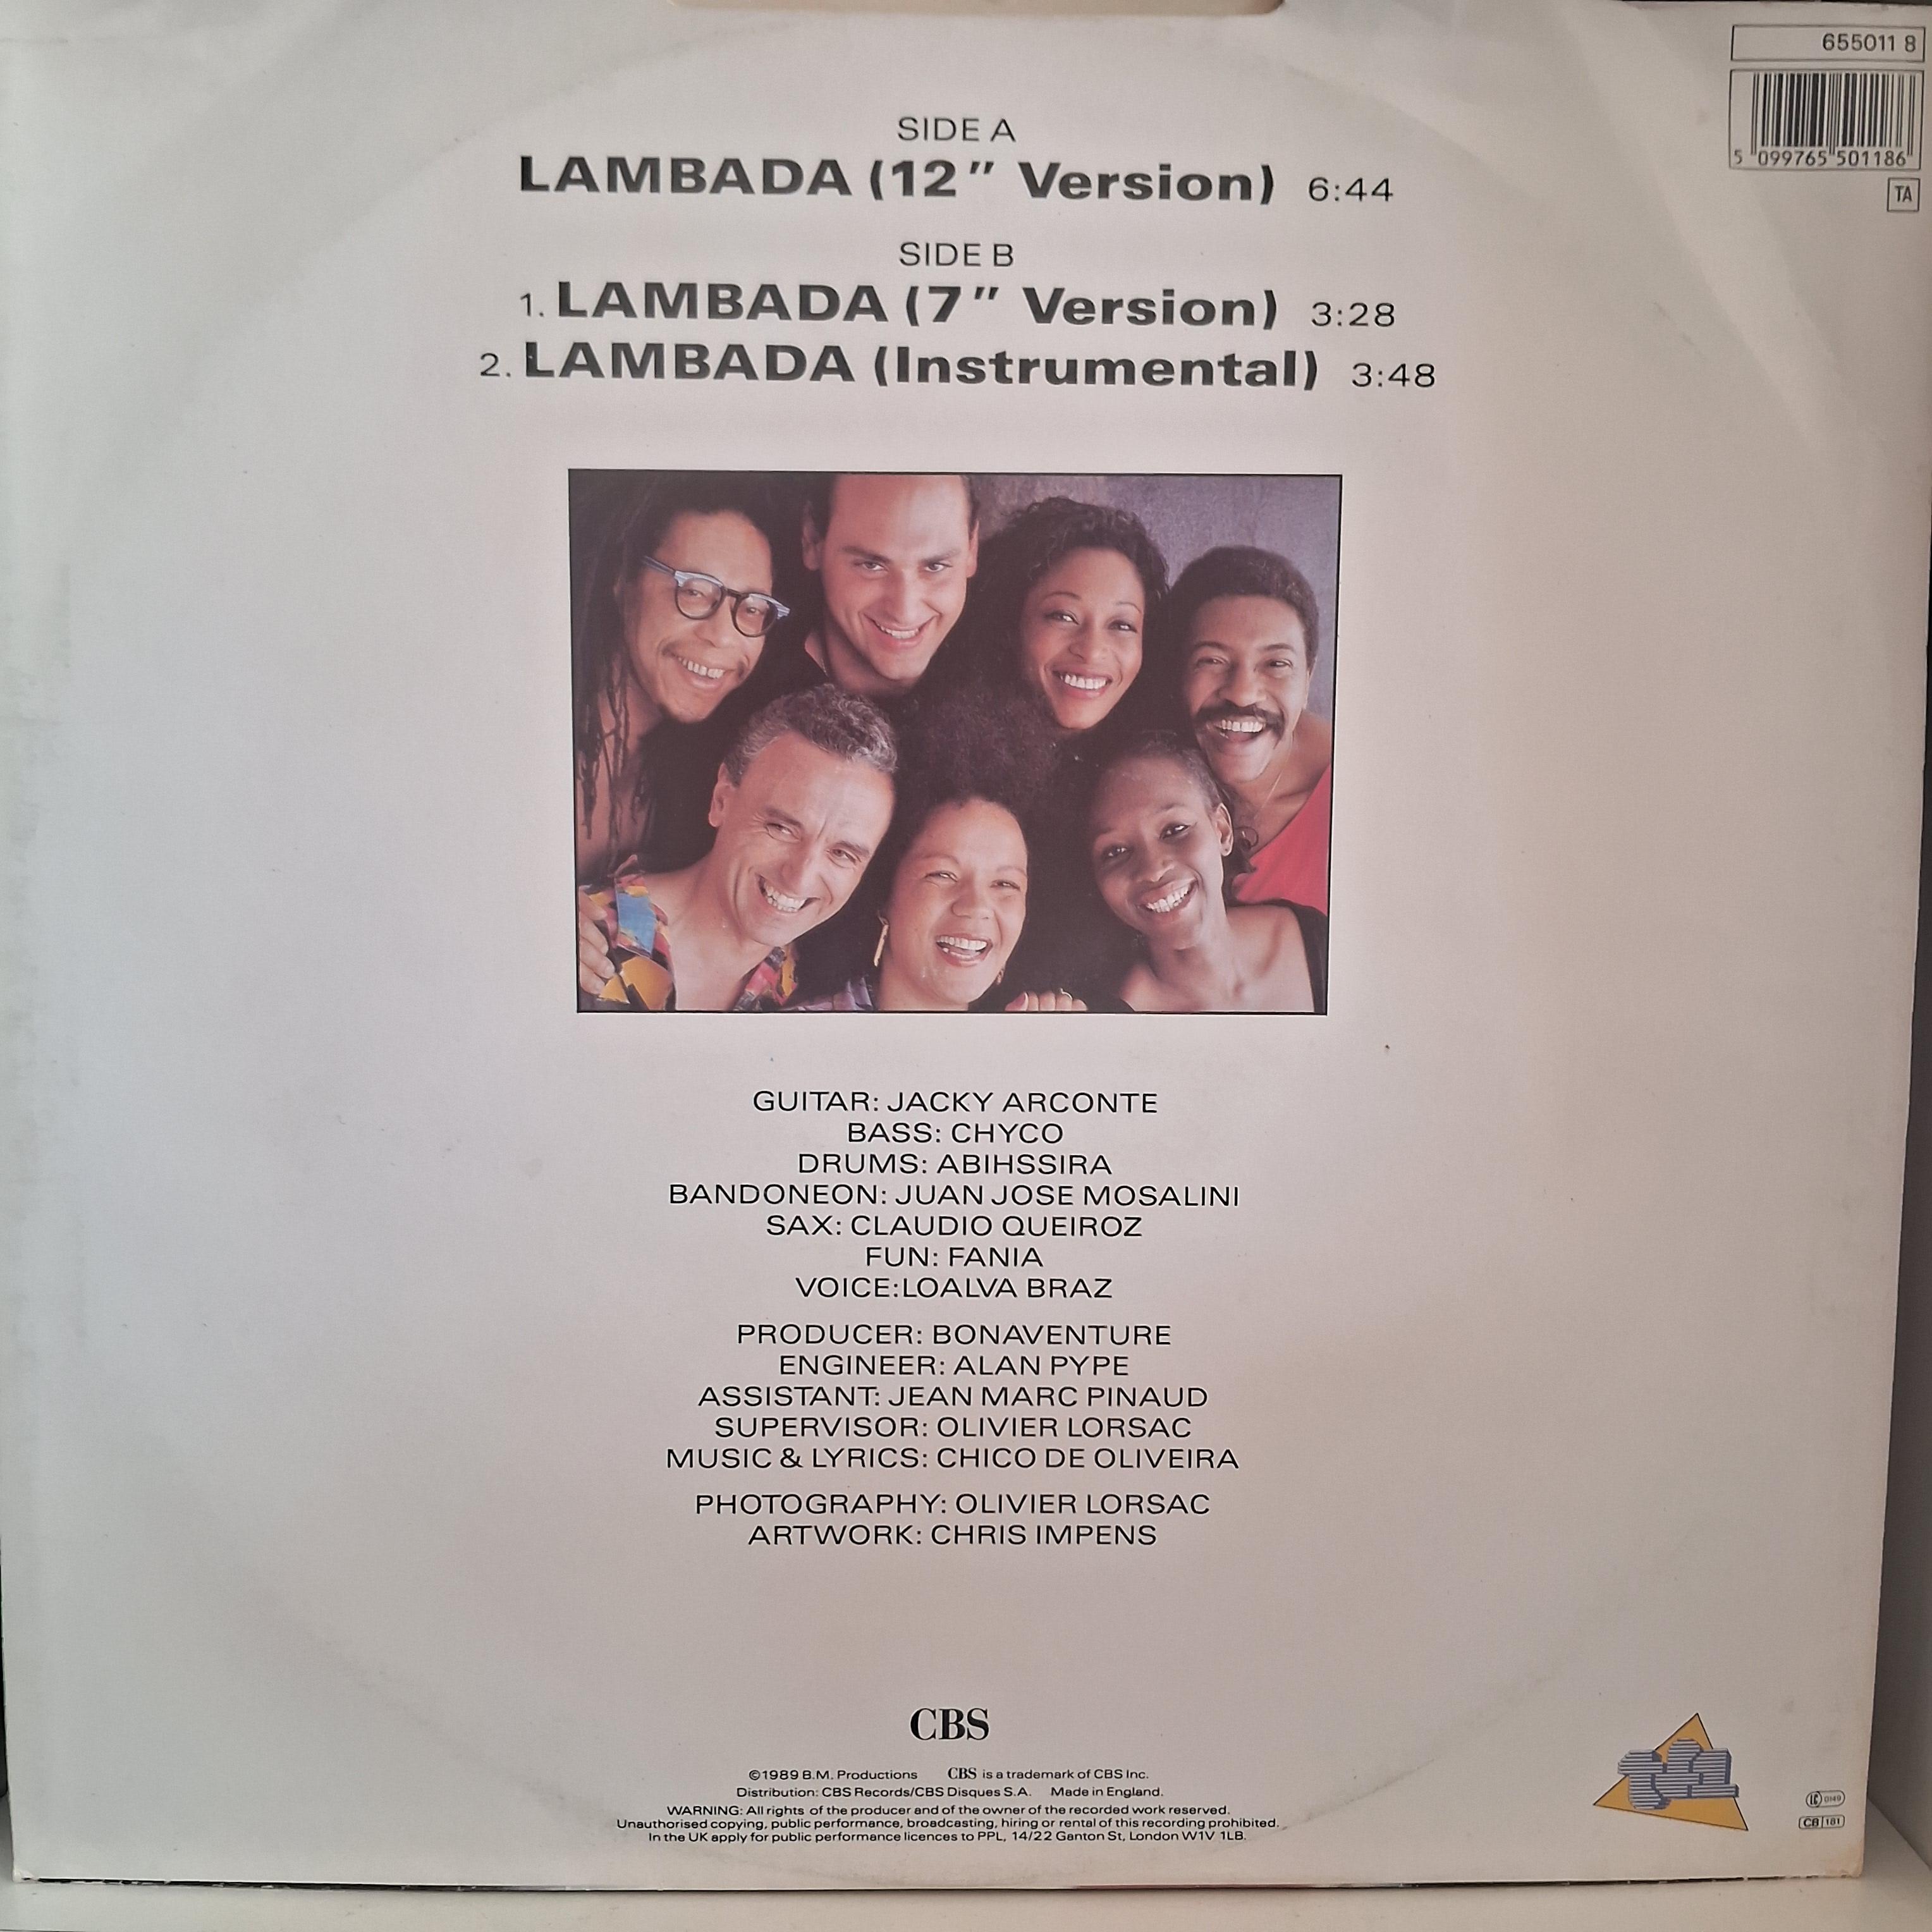 655011 8
5 099765 501186
TA
SIDE A
LAMBADA (12" Version) 6:44
SIDE B
1. LAMBADA (7" Version) 3:28
2. LAMBADA (Instrumental) 3:48
GUITAR: JACKY ARCONTE
BASS: CHYCO
DRUMS: ABIHSSIRA
BANDONEON: JUAN JOSE MOSALINI
SAX: CLAUDIO QUEIROZ
FUN: FANIA
VOICE:LOALVA BRAZ
PRODUCER: BONAVENTURE
ENGINEER: ALAN PYPE
ASSISTANT: JEAN MARC PINAUD
SUPERVISOR: OLIVIER LORSAC
MUSIC & LYRICS: CHICO DE OLIVEIRA
PHOTOGRAPHY: OLIVIER LORSAC
ARTWORK: CHRIS IMPENS
CBS
©1989 B.M. Productions CBS is a trademark of CBS Inc.
Distribution: CBS Records/CBS Disques S.A. Made in England.
WARNING: All rights of the producer and of the owner of the recorded work reserved.
Unauthorised copying, public performance, broadcasting, hiring or rental of this recording prohibited.
In the UK apply for public performance licences to PPL, 14/22 Ganton St, London W1V 1LB.
TF1
LC 0149
CB 181